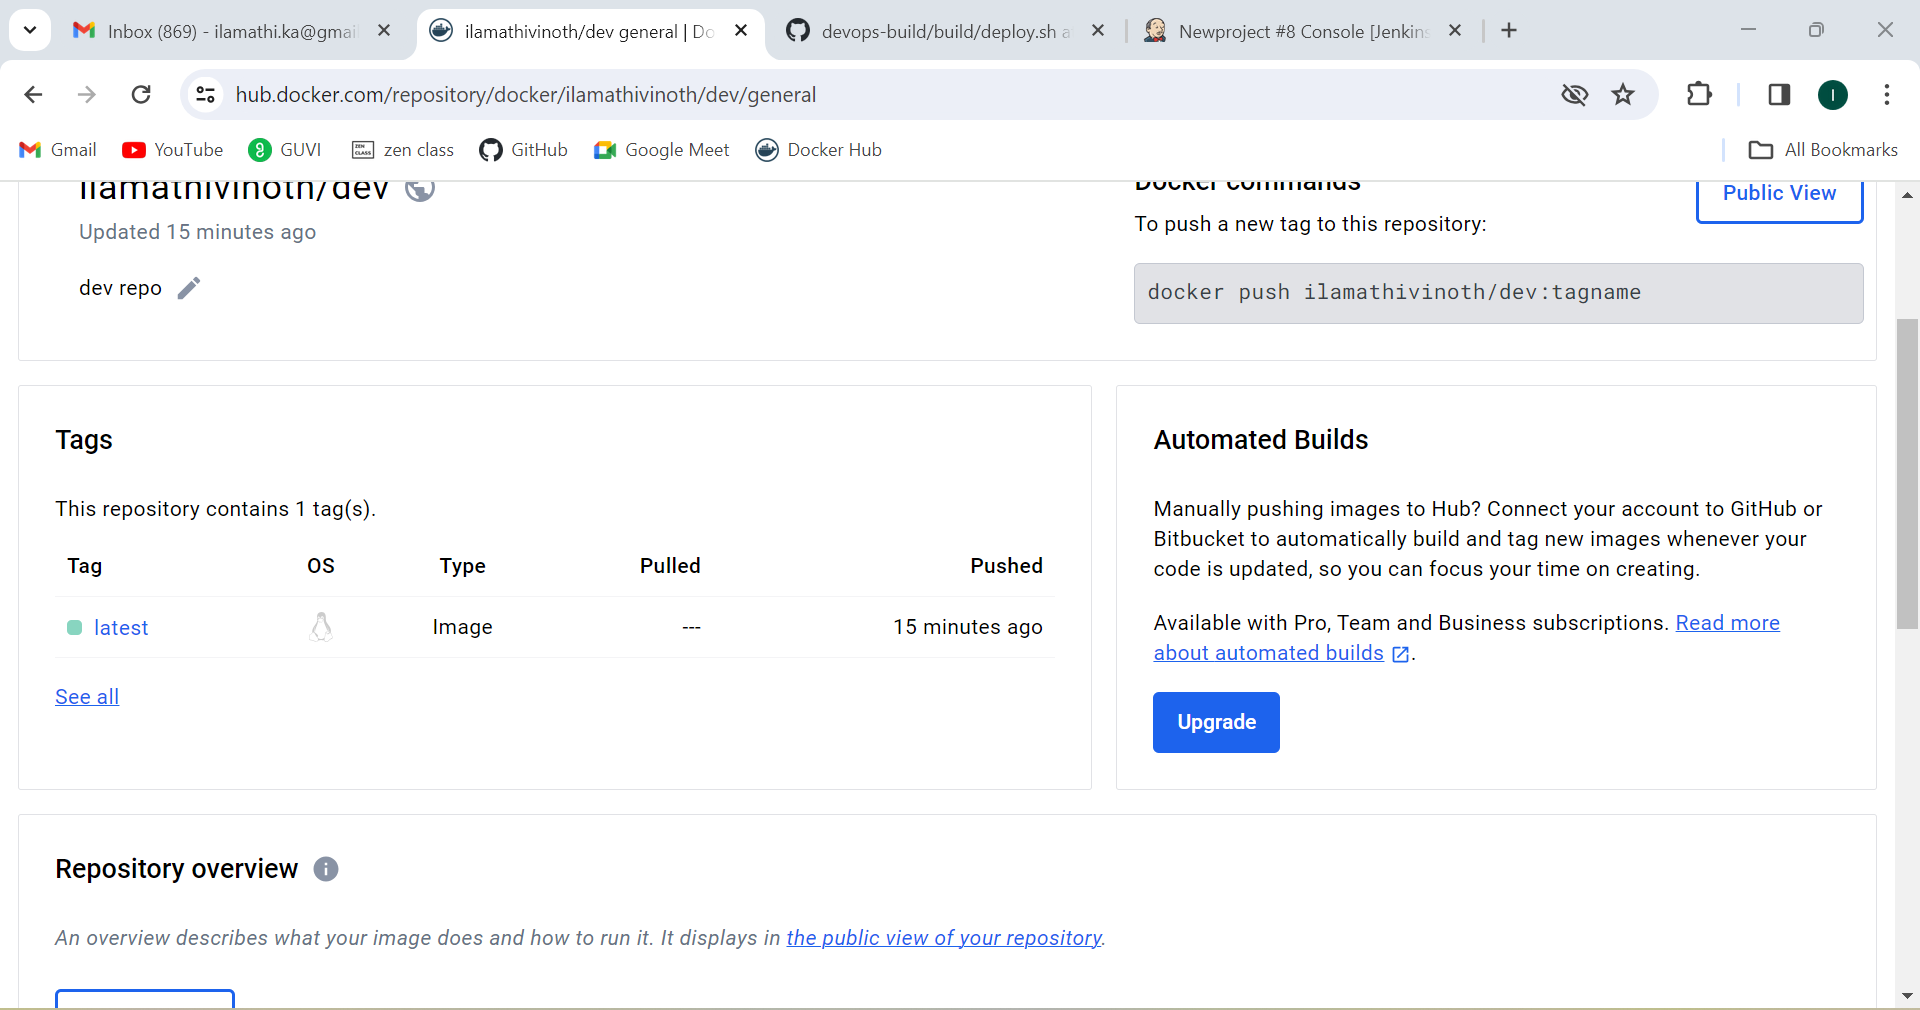 Inbox (869) - ilamathi.ka@gmai
ilamathivinoth/dev general | Do
devops-build/build/deploy.sh a
Newproject #8 Console [Jenkins
hub.docker.com/repository/docker/ilamathivinoth/dev/general
I
Gmail
YouTube
GUVI
ZEN CLASS
zen class
GitHub
Google Meet
Docker Hub
All Bookmarks
ilamathivinoth/dev
Updated 15 minutes ago
dev repo
Docker commands
Public View
To push a new tag to this repository:
docker push ilamathivinoth/dev:tagname
Tags
This repository contains 1 tag(s).
Tag OS Type Pulled Pushed
latest Image --- 15 minutes ago
See all
Automated Builds
Manually pushing images to Hub? Connect your account to GitHub or
Bitbucket to automatically build and tag new images whenever your
code is updated, so you can focus your time on creating.
Available with Pro, Team and Business subscriptions. Read more
about automated builds .
Upgrade
Repository overview
An overview describes what your image does and how to run it. It displays in the public view of your repository.